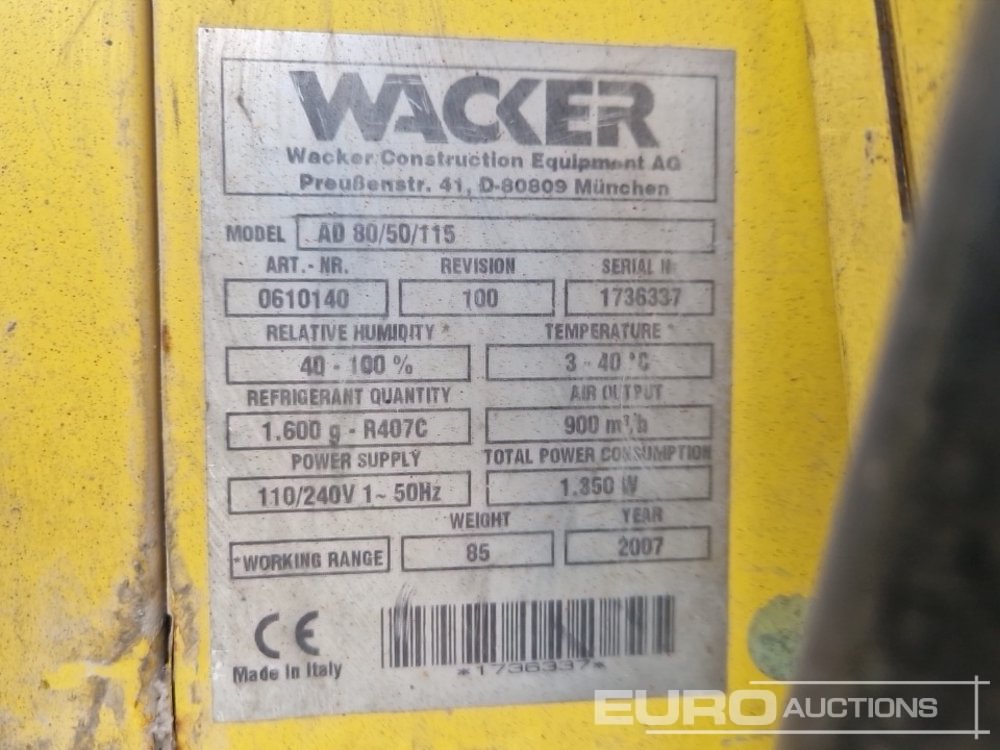 WACKER
Wacker Construction Equipment AG
Preußenstr. 41, D-80809 München
MODEL AD 80/50/115
ART.- NR. REVISION SERIAL N
0610140 100 1736337
RELATIVE HUMIDITY * TEMPERATURE *
40 - 100 % 3 - 40 °C
REFRIGERANT QUANTITY AIR OUTPUT
1.600 g - R407C 900 m³/h
POWER SUPPLY TOTAL POWER CONSUMPTION
110/240V 1~ 50Hz 1.350 W
WEIGHT YEAR
*WORKING RANGE 85 2007
CE
Made in Italy *1736337*
EURO AUCTIONS